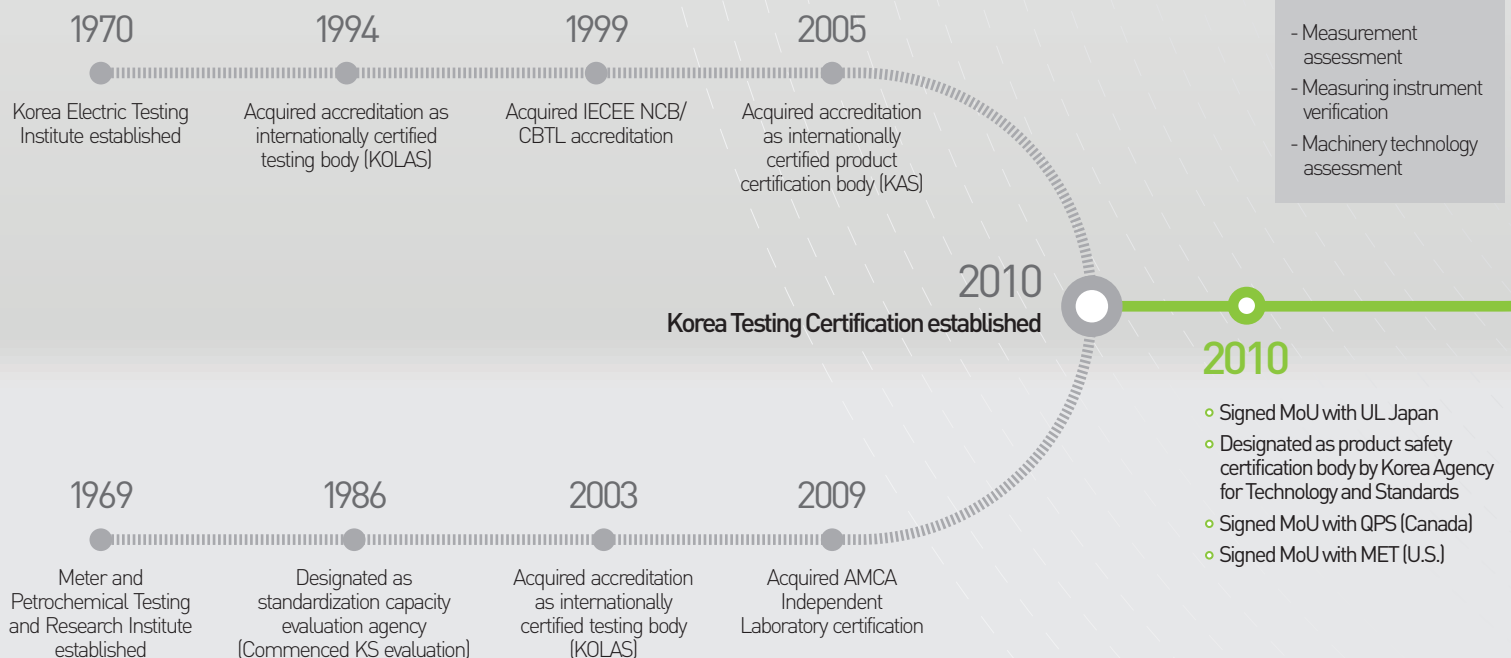 1970
Korea Electric Testing
Institute established
1994
Acquired accreditation as
internationally certified
testing body (KOLAS)
1999
Acquired IECEE NCB/
CBTL accreditation
2005
Acquired accreditation
as internationally
certified product
certification body (KAS)
- Measurement
assessment
- Measuring instrument
verification
- Machinery technology
assessment
2010
Korea Testing Certification established
2010
Signed MoU with UL Japan
Designated as product safety
certification body by Korea Agency
for Technology and Standards
Signed MoU with QPS (Canada)
Signed MoU with MET (U.S.)
1969
Meter and
Petrochemical Testing
and Research Institute
established
1986
Designated as
standardization capacity
evaluation agency
(Commenced KS evaluation)
2003
Acquired accreditation
as internationally
certified testing body
(KOLAS)
2009
Acquired AMCA
Independent
Laboratory certification